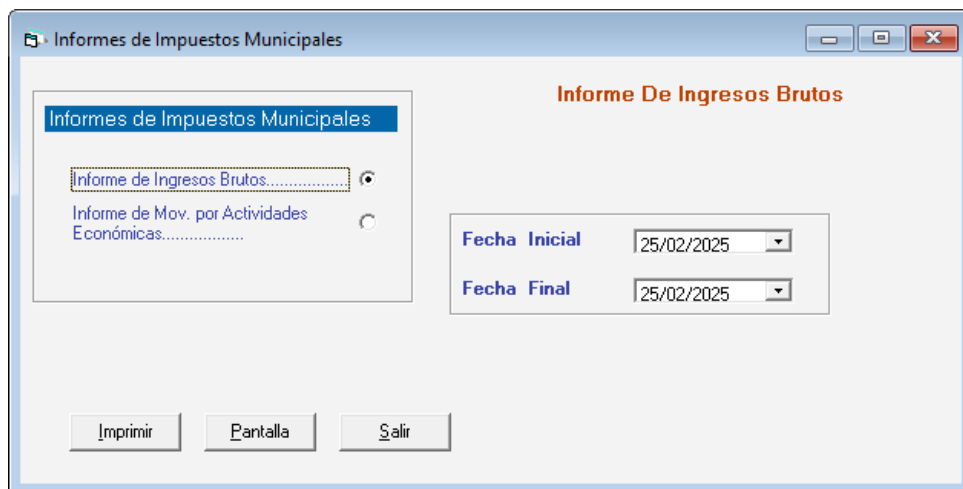 Informes de Impuestos Municipales
Informe De Ingresos Brutos
Informes de Impuestos Municipales
Informe de Ingresos Brutos..................
Informe de Mov. por Actividades
Económicas..................
Fecha Inicial 25/02/2025
Fecha Final 25/02/2025
Imprimir Pantalla Salir